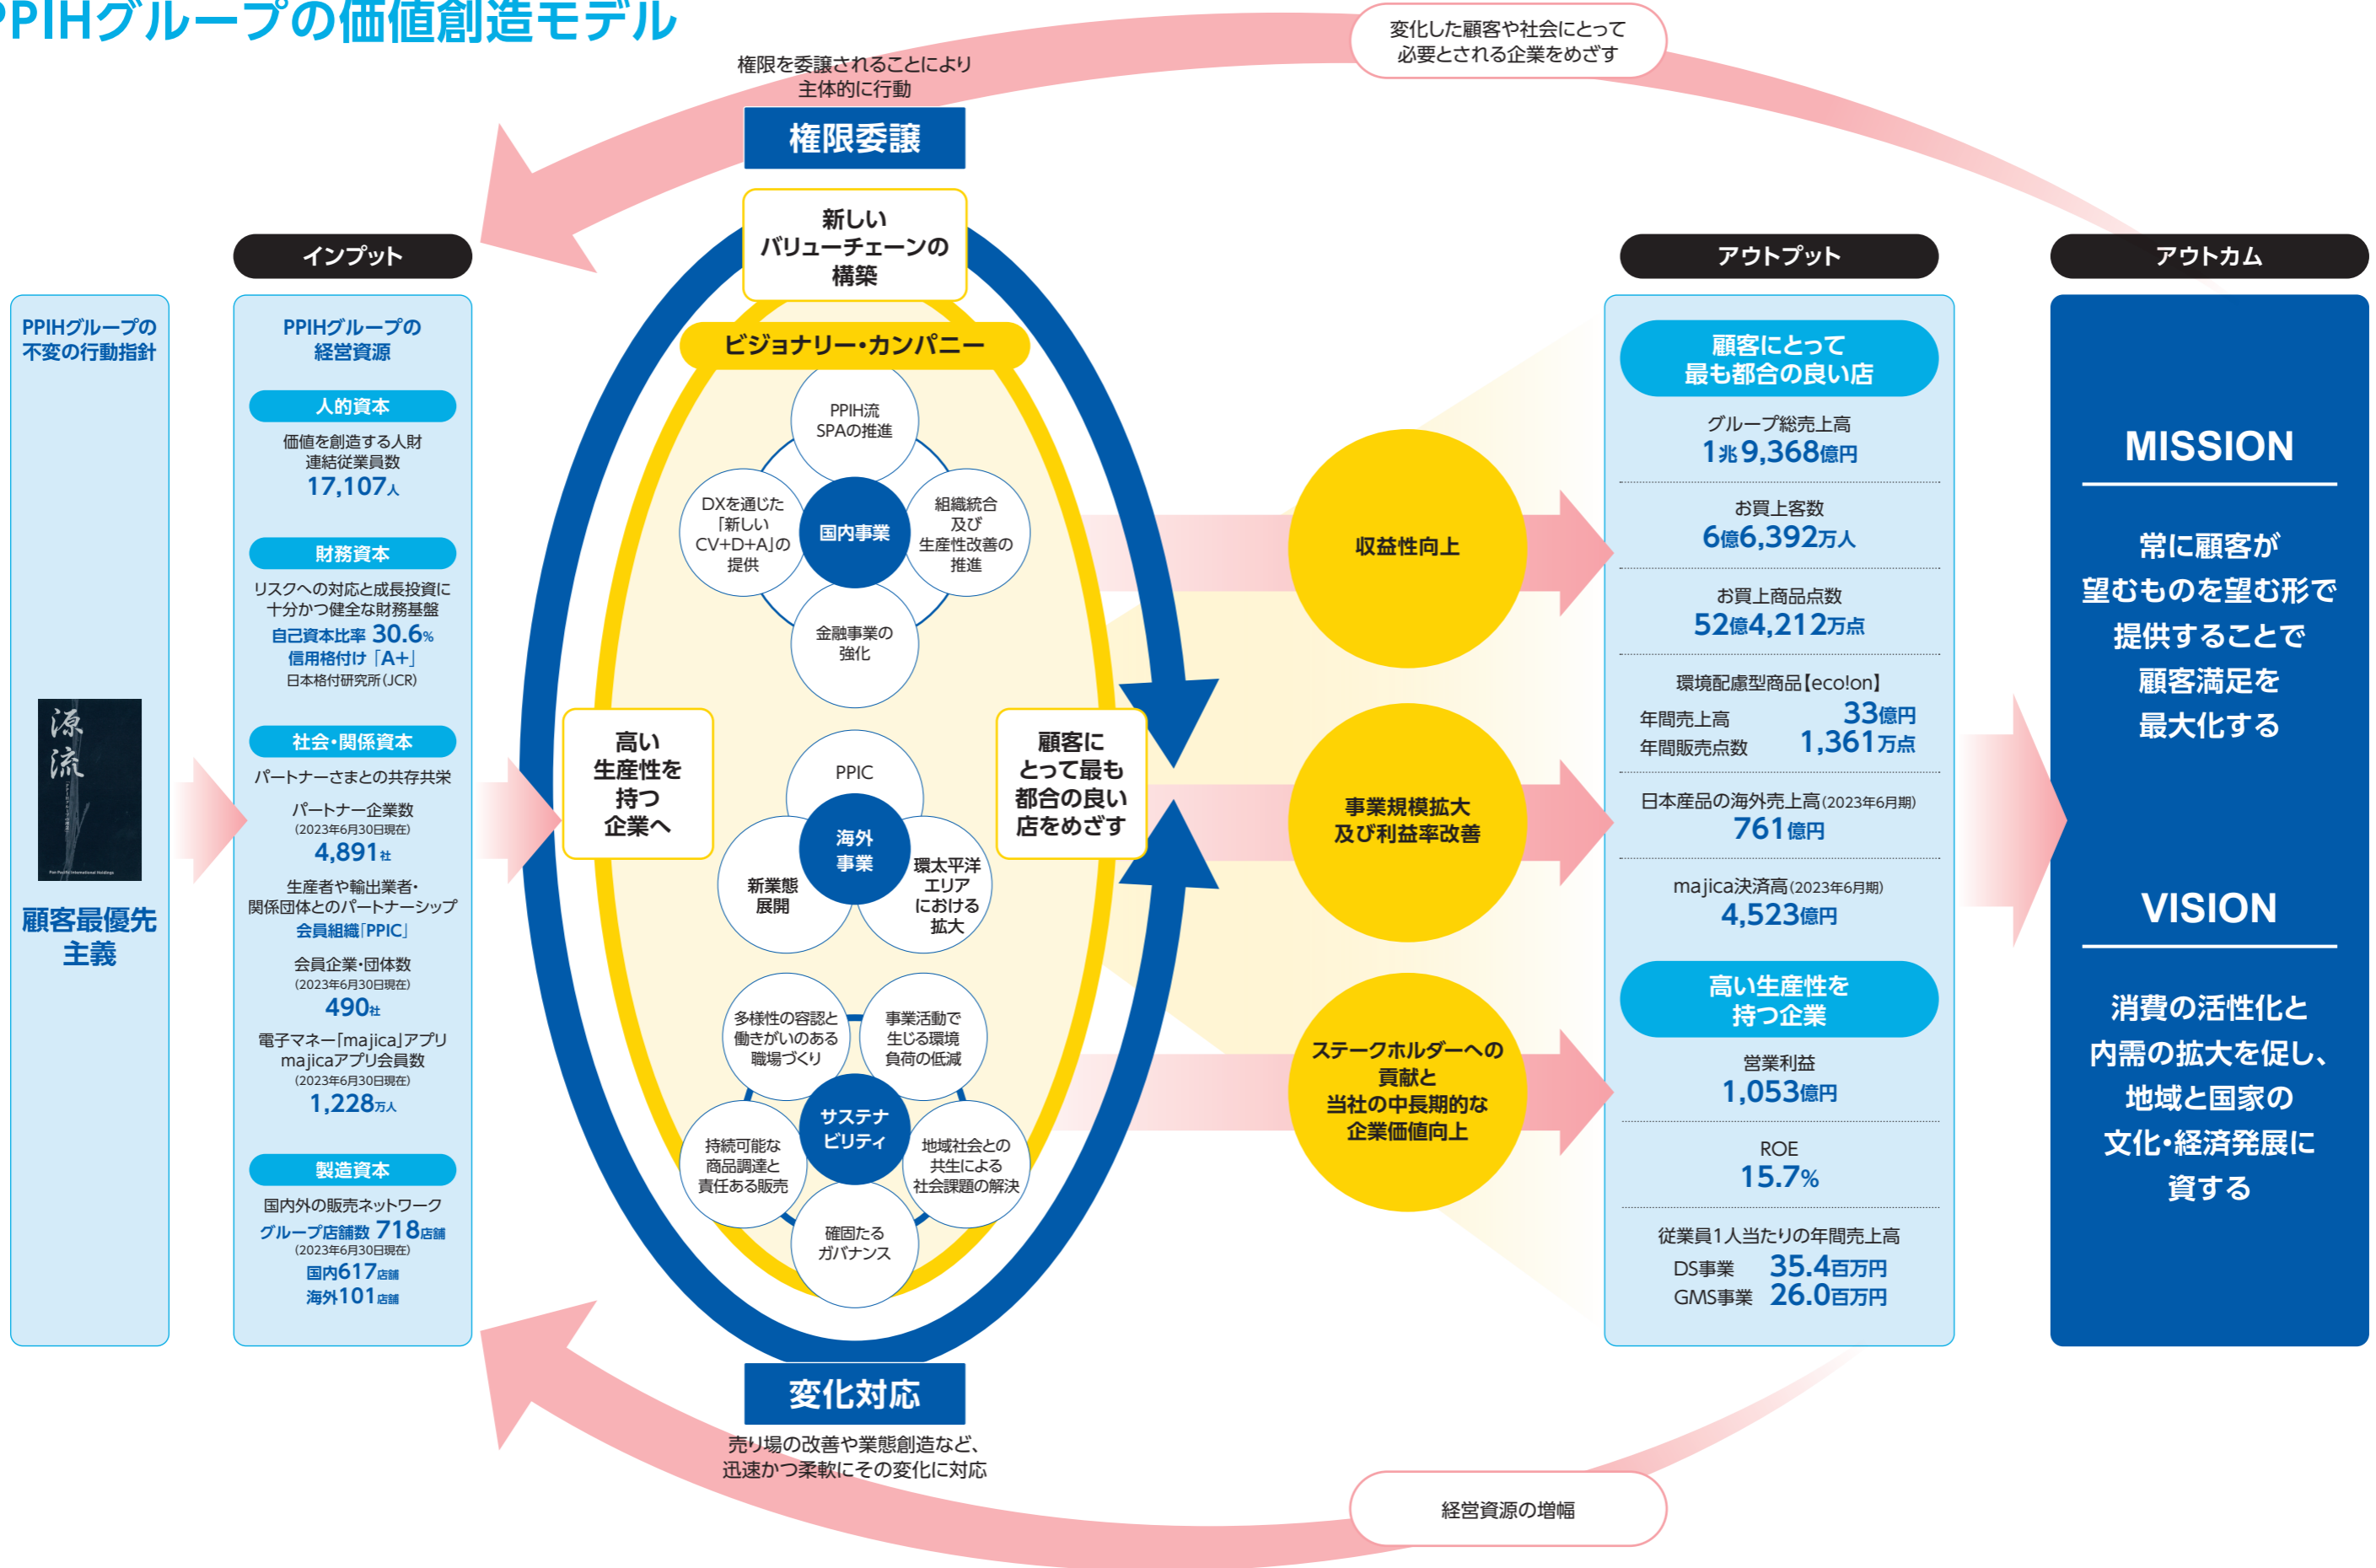 PPIHグループの価値創造モデル
変化した顧客や社会にとって
必要とされる企業をめざす
権限を委譲されることにより
主体的に行動
権限委譲
PPIHグループの
不変の行動指針
源
流
Pan Pacific International Holdings
顧客最優先
主義
インプット
PPIHグループの
経営資源
人的資本
価値を創造する人財
連結従業員数
17,107人
財務資本
リスクへの対応と成長投資に
十分かつ健全な財務基盤
自己資本比率 30.6%
信用格付け「A+」
日本格付研究所(JCR)
社会・関係資本
パートナーさまとの共存共栄
パートナー企業数
(2023年6月30日現在)
4,891社
生産者や輸出業者・
関係団体とのパートナーシップ
会員組織「PPIC」
会員企業・団体数
(2023年6月30日現在)
490社
電子マネー「majica」アプリ
majicaアプリ会員数
(2023年6月30日現在)
1,228万人
製造資本
国内外の販売ネットワーク
グループ店舗数 718店舗
(2023年6月30日現在)
国内617店舗
海外101店舗
新しい
バリューチェーンの
構築
ビジョナリー・カンパニー
PPIH流
SPAの推進
DXを通じた
「新しい
CV+D+A」の
提供
国内事業
組織統合
及び
生産性改善の
推進
金融事業の
強化
高い
生産性を
持つ
企業へ
顧客に
とって最も
都合の良い
店をめざす
PPIC
海外
事業
新業態
展開
環太平洋
エリア
における
拡大
多様性の容認と
働きがいのある
職場づくり
事業活動で
生じる環境
負荷の低減
サステナ
ビリティ
持続可能な
商品調達と
責任ある販売
地域社会との
共生による
社会課題の解決
確固たる
ガバナンス
変化対応
売り場の改善や業態創造など、
迅速かつ柔軟にその変化に対応
収益性向上
事業規模拡大
及び利益率改善
ステークホルダーへの
貢献と
当社の中長期的な
企業価値向上
アウトプット
顧客にとって
最も都合の良い店
グループ総売上高
1兆9,368億円
お買上客数
6億6,392万人
お買上商品点数
52億4,212万点
環境配慮型商品【eco!on】
年間売上高 33億円
年間販売点数 1,361万点
日本産品の海外売上高(2023年6月期)
761億円
majica決済高(2023年6月期)
4,523億円
高い生産性を
持つ企業
営業利益
1,053億円
ROE
15.7%
従業員1人当たりの年間売上高
DS事業 35.4百万円
GMS事業 26.0百万円
アウトカム
MISSION
常に顧客が
望むものを望む形で
提供することで
顧客満足を
最大化する
VISION
消費の活性化と
内需の拡大を促し、
地域と国家の
文化・経済発展に
資する
経営資源の増幅